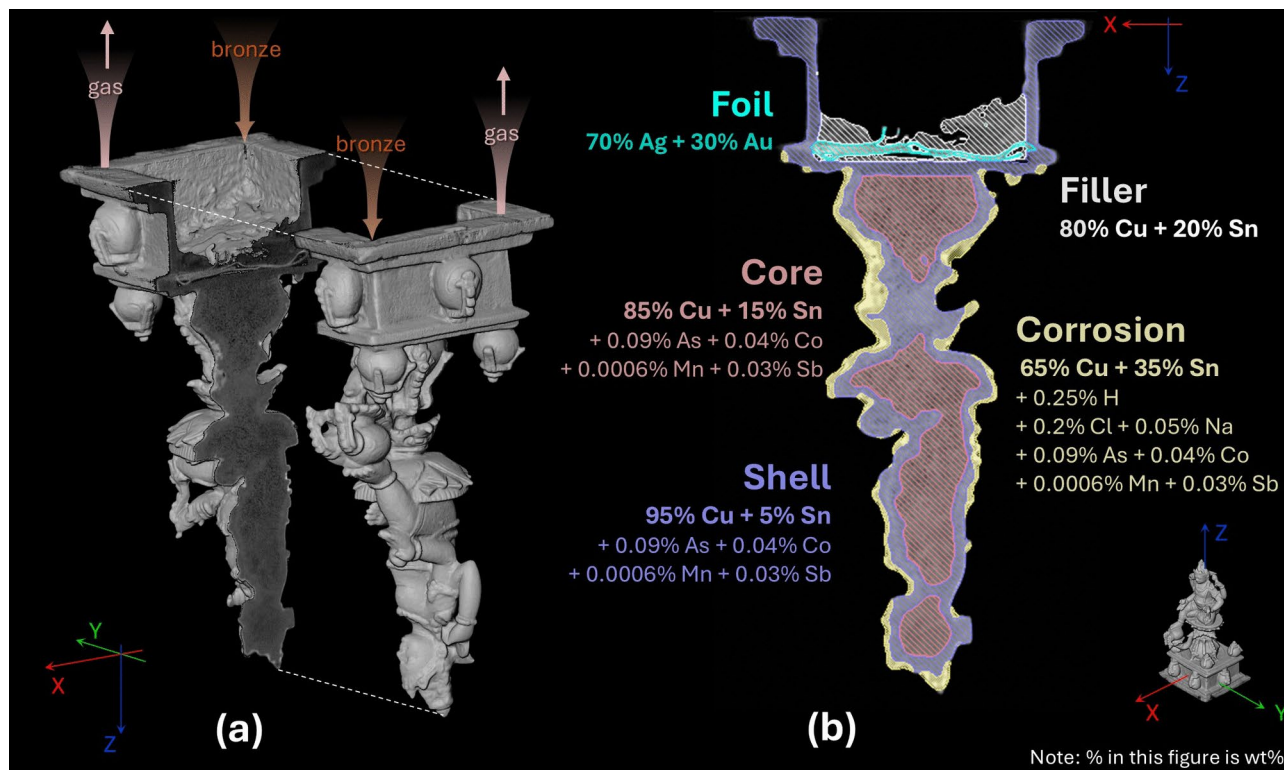 gas
bronze
bronze
gas
X
Y
Z
(a)
X
Z
Foil
70% Ag + 30% Au
Filler
80% Cu + 20% Sn
Core
85% Cu + 15% Sn
+ 0.09% As + 0.04% Co
+ 0.0006% Mn + 0.03% Sb
Corrosion
65% Cu + 35% Sn
+ 0.25% H
+ 0.2% Cl + 0.05% Na
+ 0.09% As + 0.04% Co
+ 0.0006% Mn + 0.03% Sb
Shell
95% Cu + 5% Sn
+ 0.09% As + 0.04% Co
+ 0.0006% Mn + 0.03% Sb
(b)
Z
X
Y
Note: % in this figure is wt%